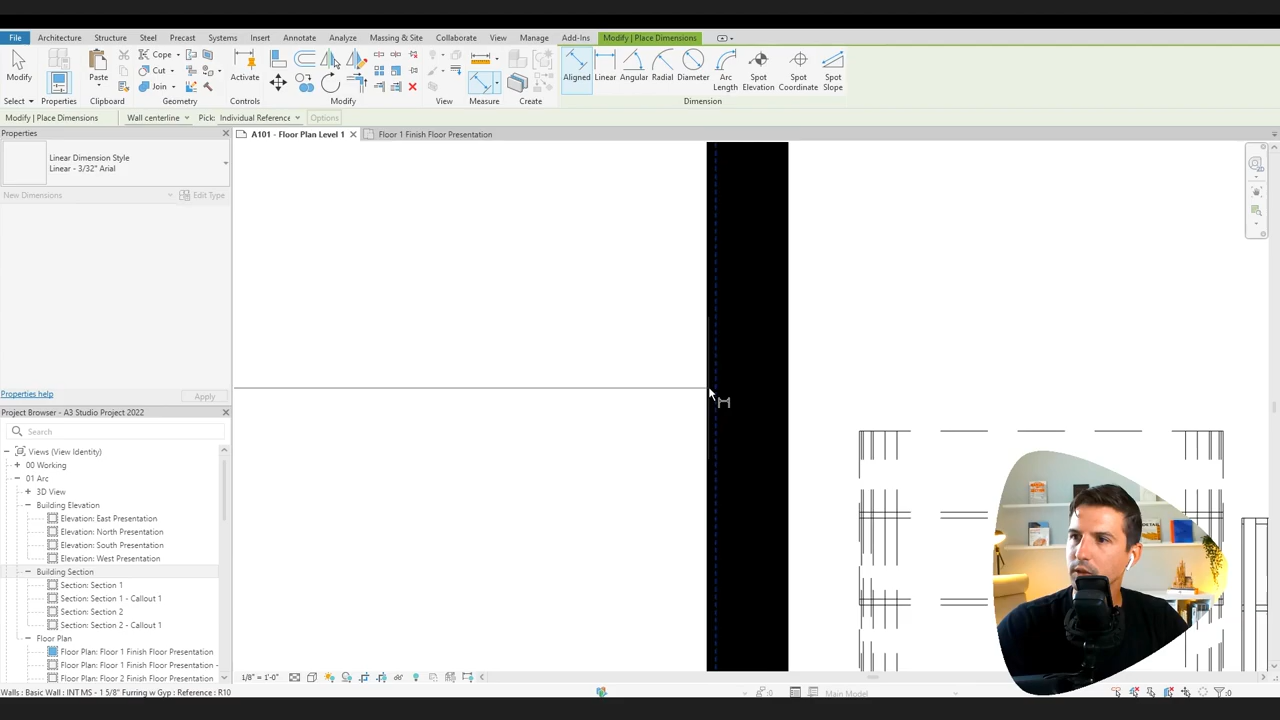 File Architecture Structure Steel Precast Systems Insert Annotate Analyze Massing & Site Collaborate View Manage Add-Ins Modify | Place Dimensions
Cope
Cut
Join
Modify
Properties
Paste
Activate
Aligned Linear Angular Radial Diameter Arc Length Spot Elevation Spot Coordinate Spot Slope
Select Properties Clipboard Geometry Controls Modify View Measure Create Dimension
Modify | Place Dimensions Wall centerline Pick: Individual Reference Options
Properties
A101 - Floor Plan Level 1 Floor 1 Finish Floor Presentation
Linear Dimension Style
Linear - 3/32" Arial
New Dimensions Edit Type
Properties help Apply
Project Browser - A3 Studio Project 2022
Search
Views (View Identity)
00 Working
01 Arc
3D View
Building Elevation
Elevation: East Presentation
Elevation: North Presentation
Elevation: South Presentation
Elevation: West Presentation
Building Section
Section: Section 1
Section: Section 1 - Callout 1
Section: Section 2
Section: Section 2 - Callout 1
Floor Plan
Floor Plan: Floor 1 Finish Floor Presentation
Floor Plan: Floor 1 Finish Floor Presentation -
Floor Plan: Floor 2 Finish Floor Presentation
1/8" = 1'-0"
Walls : Basic Wall : INT MS - 1 5/8" Furring w Gyp : Reference : R10
:0
Main Model
:0